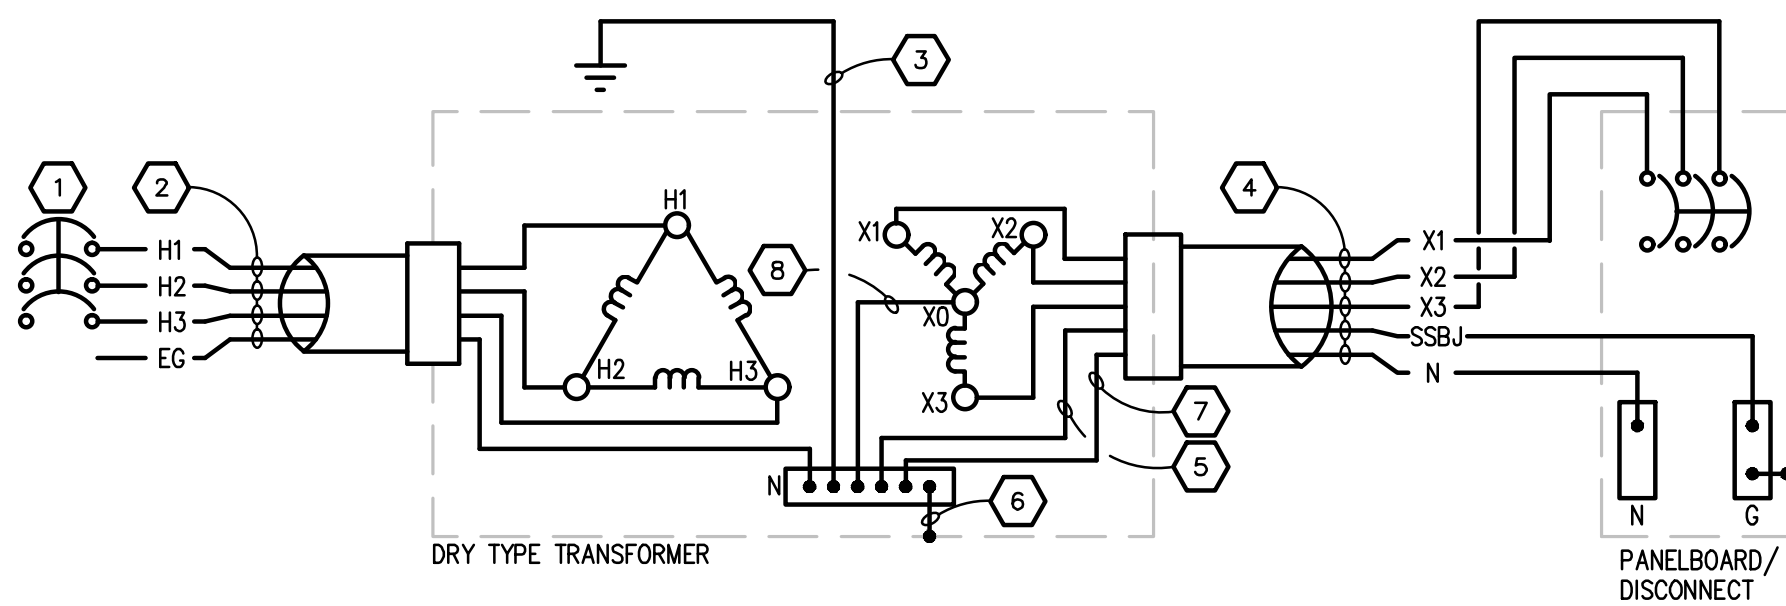 3
1
2
4
H1
H2
H3
EG
H1
H2
H3
8
X1
X2
X0
X3
X1
X2
X3
SSBJ
N
7
5
6
N
N
G
DRY TYPE TRANSFORMER
PANELBOARD/
DISCONNECT